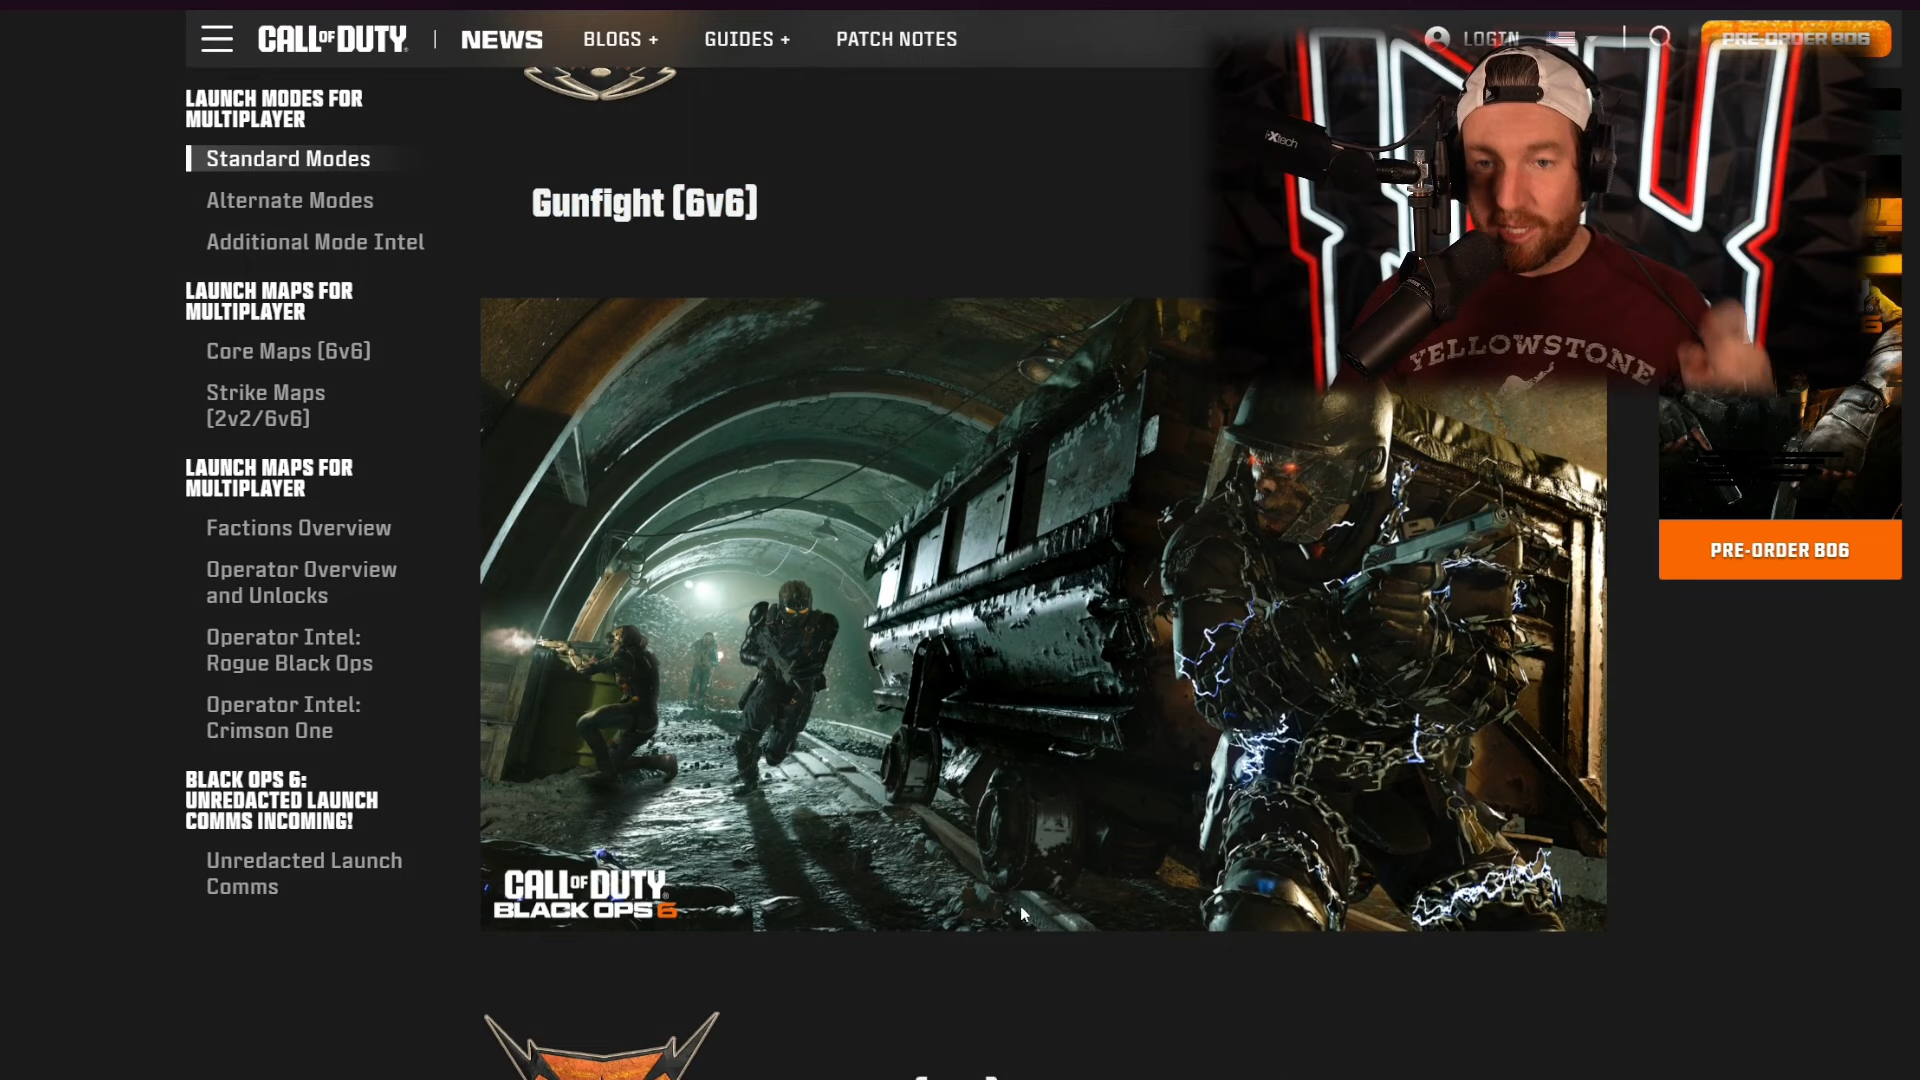 CALL OF DUTY
NEWS
BLOGS +
GUIDES +
PATCH NOTES
LOGIN
PRE-ORDER BO6
LAUNCH MODES FOR
MULTIPLAYER
Standard Modes
Alternate Modes
Additional Mode Intel
LAUNCH MAPS FOR
MULTIPLAYER
Core Maps [6v6]
Strike Maps
[2v2/6v6]
LAUNCH MAPS FOR
MULTIPLAYER
Factions Overview
Operator Overview
and Unlocks
Operator Intel:
Rogue Black Ops
Operator Intel:
Crimson One
BLACK OPS 6:
UNREDACTED LAUNCH
COMMS INCOMING!
Unredacted Launch
Comms
Gunfight [6v6]
iXtech
YELLOWSTONE
CALL OF DUTY
BLACK OPS 6
PRE-ORDER BO6